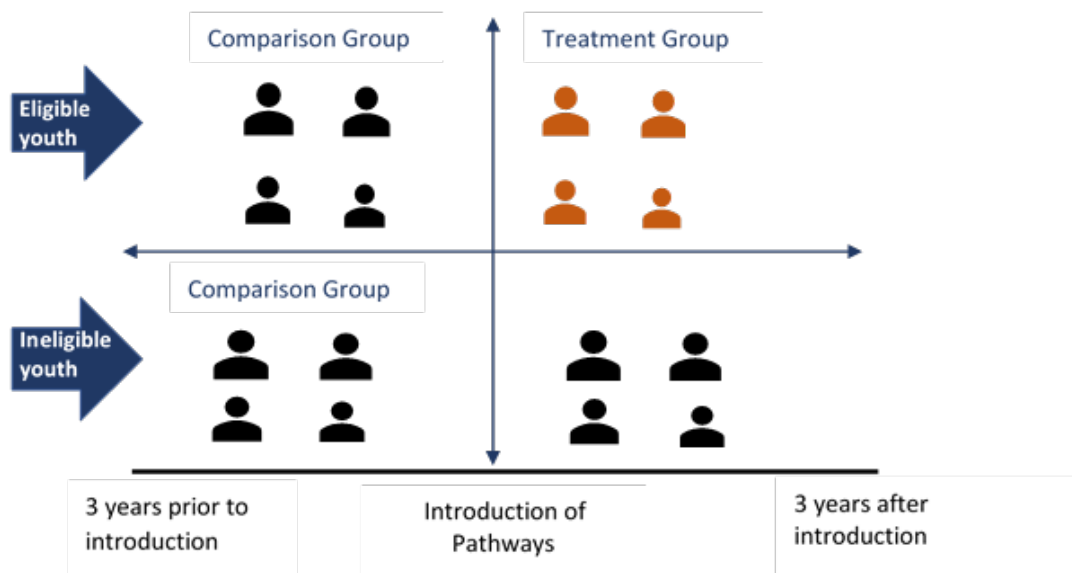 Comparison Group
Treatment Group
Eligible
youth
Comparison Group
Ineligible
youth
3 years prior to
introduction
Introduction of
Pathways
3 years after
introduction